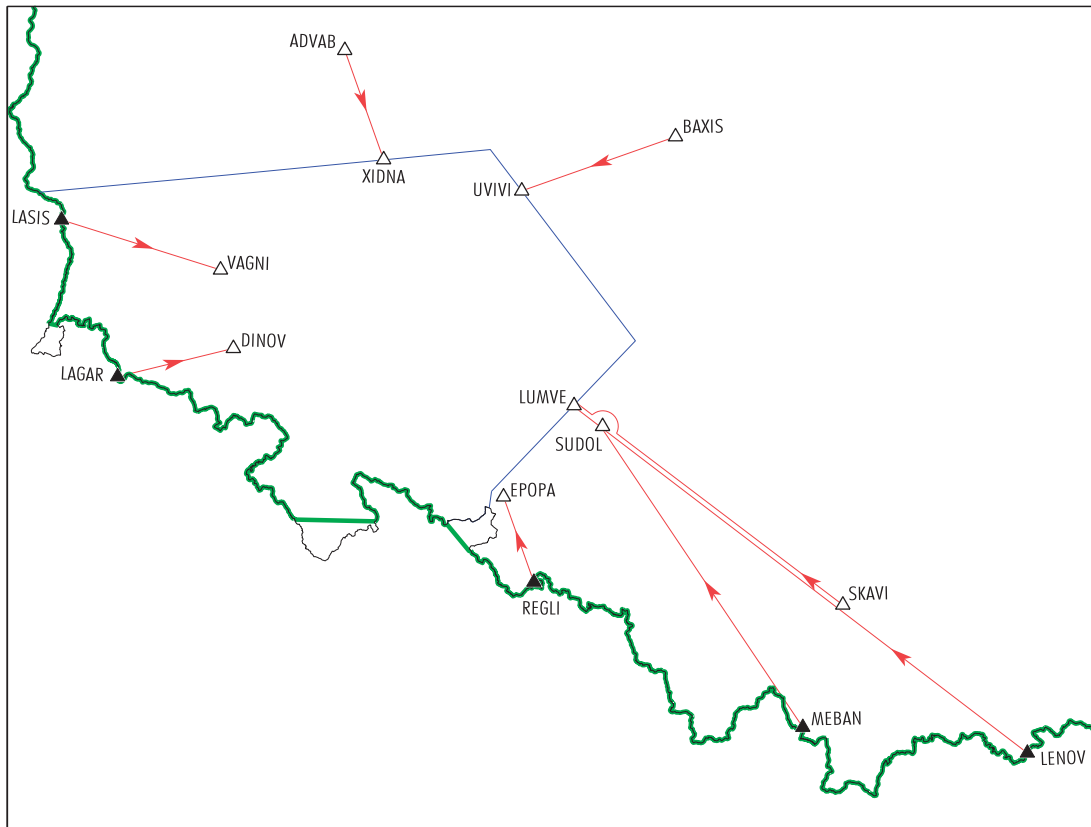 ADVAB
BAXIS
XIDNA
UVIVI
LASIS
VAGNI
DINOV
LAGAR
LUMVE
SUDOL
EPOPA
SKAVI
REGLI
MEBAN
LENOV